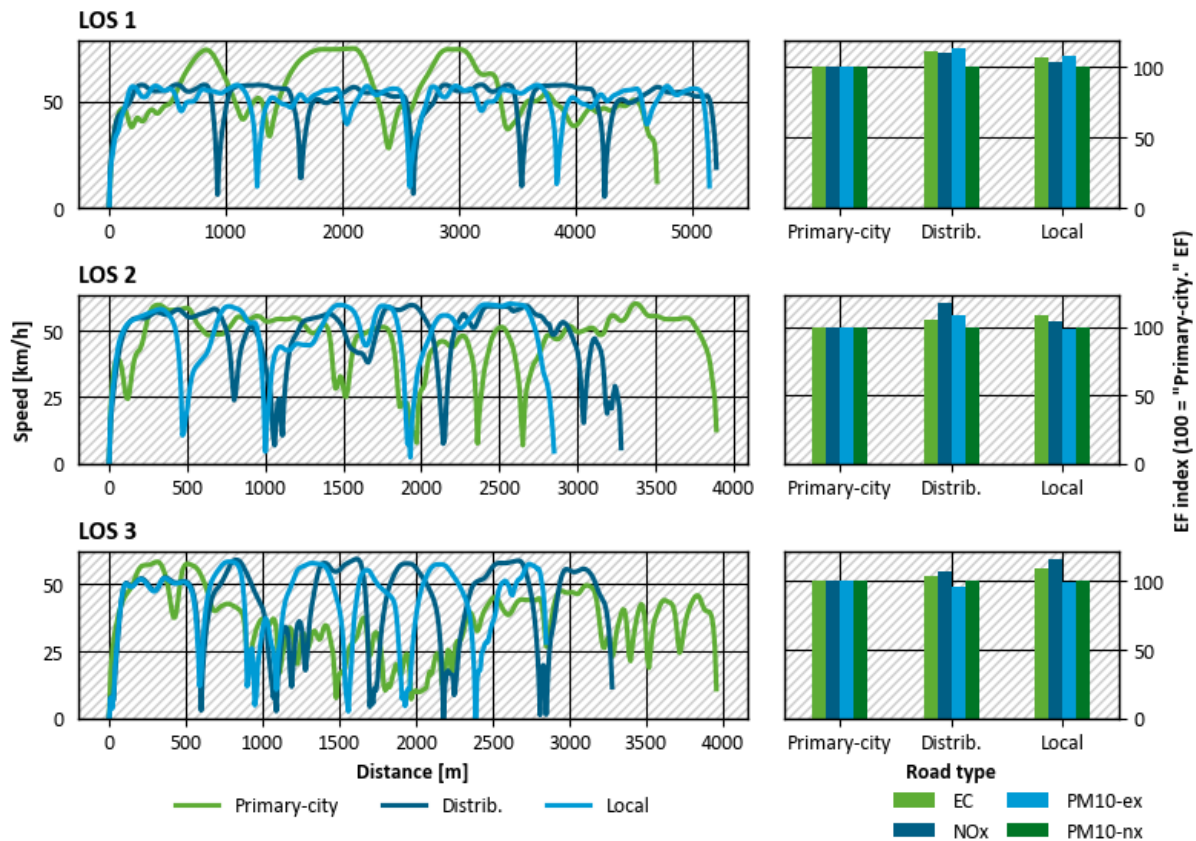 LOS 1
50
0
0 1000 2000 3000 4000 5000
100
50
0
Primary-city Distrib. Local
LOS 2
50
25
0
0 500 1000 1500 2000 2500 3000 3500 4000
100
50
0
Primary-city Distrib. Local
LOS 3
50
25
0
0 500 1000 1500 2000 2500 3000 3500 4000
100
50
0
Primary-city Distrib. Local
Speed [km/h]
EF index (100 = "Primary-city." EF)
Distance [m]
Road type
Primary-city Distrib. Local
EC PM10-ex
NOx PM10-nx